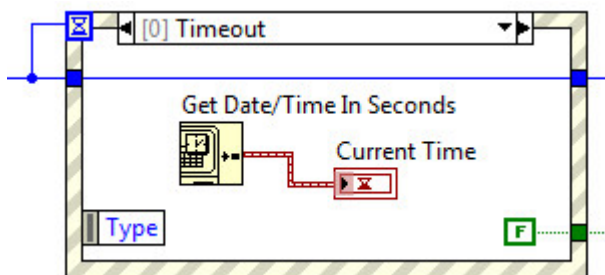 [0] Timeout
Get Date/Time In Seconds
Current Time
Type
F